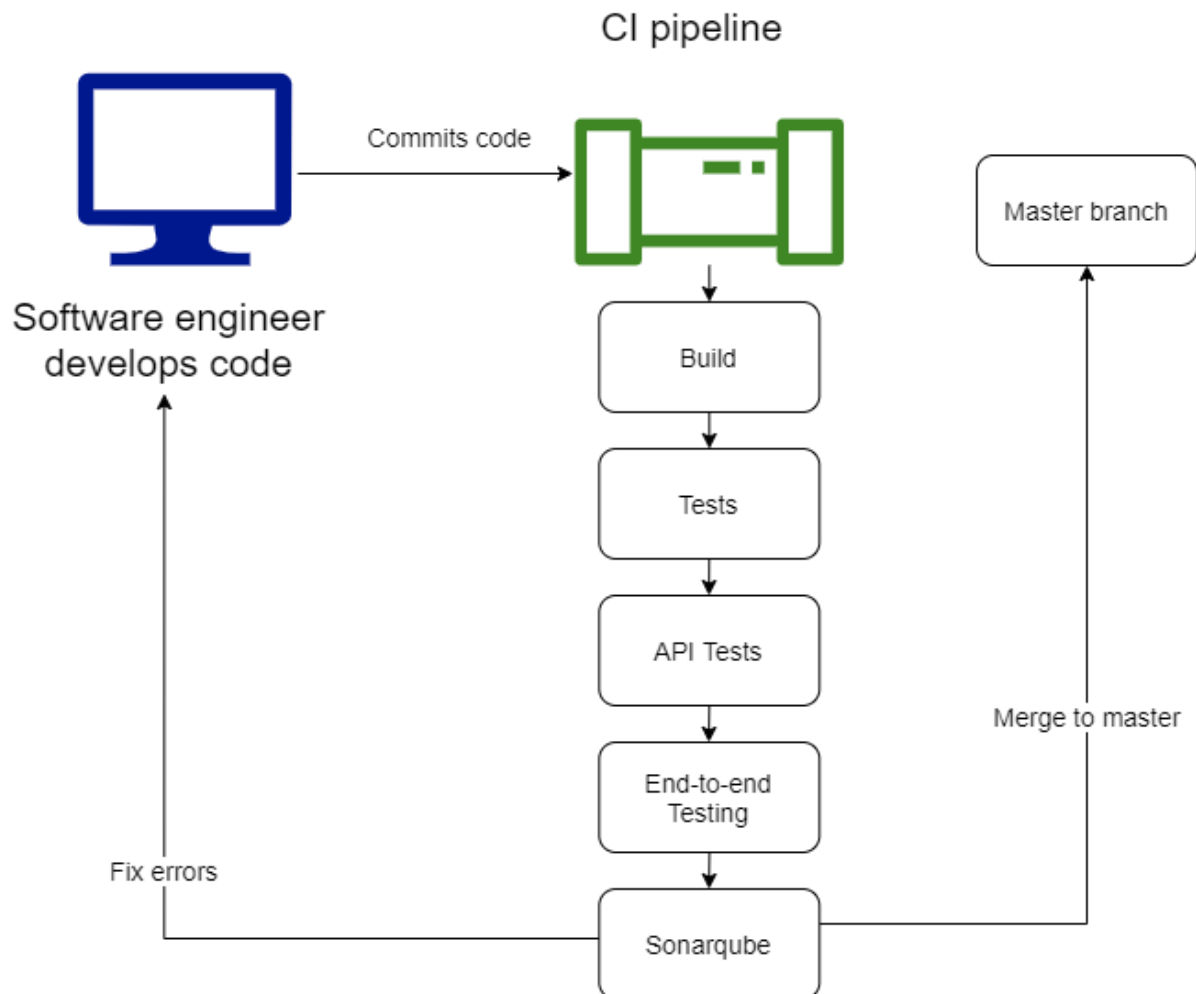 CI pipeline
Commits code
Master branch
Software engineer
develops code
Build
Tests
API Tests
Merge to master
End-to-end
Testing
Fix errors
Sonarqube